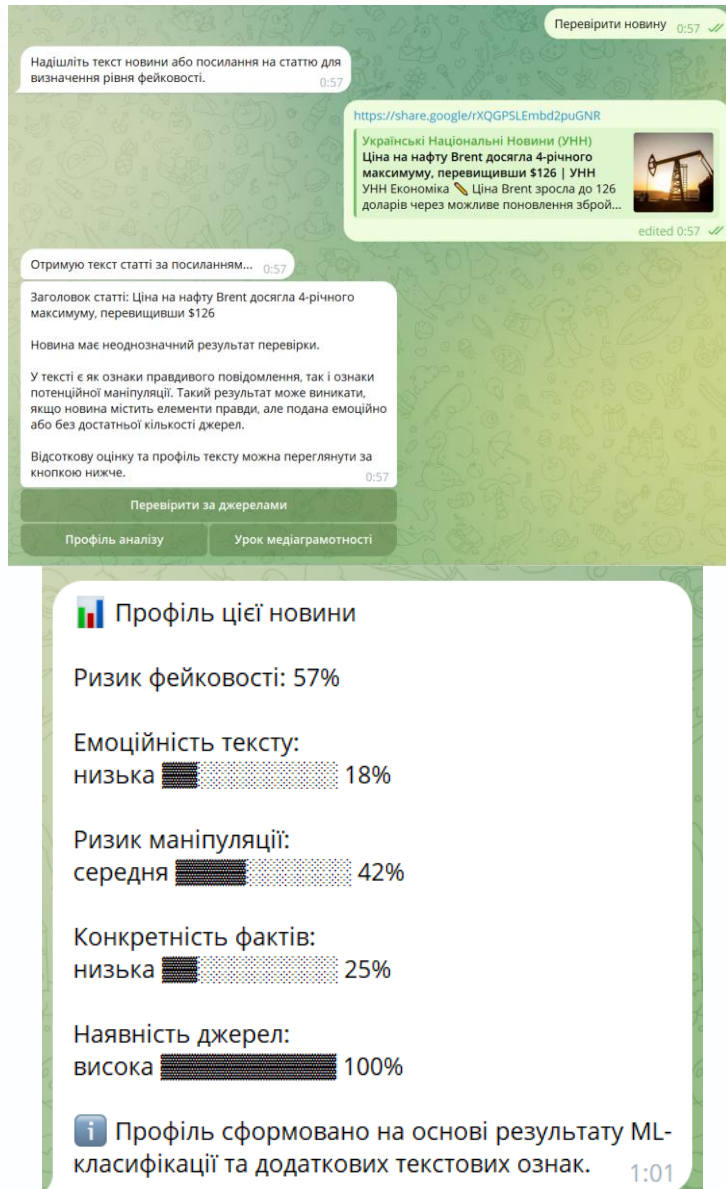 Перевірити новину 0:57
Надішліть текст новини або посилання на статтю для
визначення рівня фейковості. 0:57
https://share.google/rXQGPSLEmbd2puGNR
Українські Національні Новини (УНН)
Ціна на нафту Brent досягла 4-річного
максимуму, перевищивши $126 | УНН
УНН Економіка ✏️ Ціна Brent зросла до 126
доларів через можливе поновлення зброй...
edited 0:57
Отримую текст статті за посиланням... 0:57
Заголовок статті: Ціна на нафту Brent досягла 4-річного
максимуму, перевищивши $126
Новина має неоднозначний результат перевірки.
У тексті є як ознаки правдивого повідомлення, так і ознаки
потенційної маніпуляції. Такий результат може виникати,
якщо новина містить елементи правди, але подана емоційно
або без достатньої кількості джерел.
Відсоткову оцінку та профіль тексту можна переглянути за
кнопкою нижче. 0:57
Перевірити за джерелами
Профіль аналізу Урок медіаграмотності
📊 Профіль цієї новини
Ризик фейковості: 57%
Емоційність тексту:
низька ▓▓░░░░░░░░ 18%
Ризик маніпуляції:
середня ▓▓▓▓░░░░░░ 42%
Конкретність фактів:
низька ▓▓░░░░░░░░ 25%
Наявність джерел:
висока ▓▓▓▓▓▓▓▓▓▓ 100%
ℹ️ Профіль сформовано на основі результату ML-
класифікації та додаткових текстових ознак. 1:01